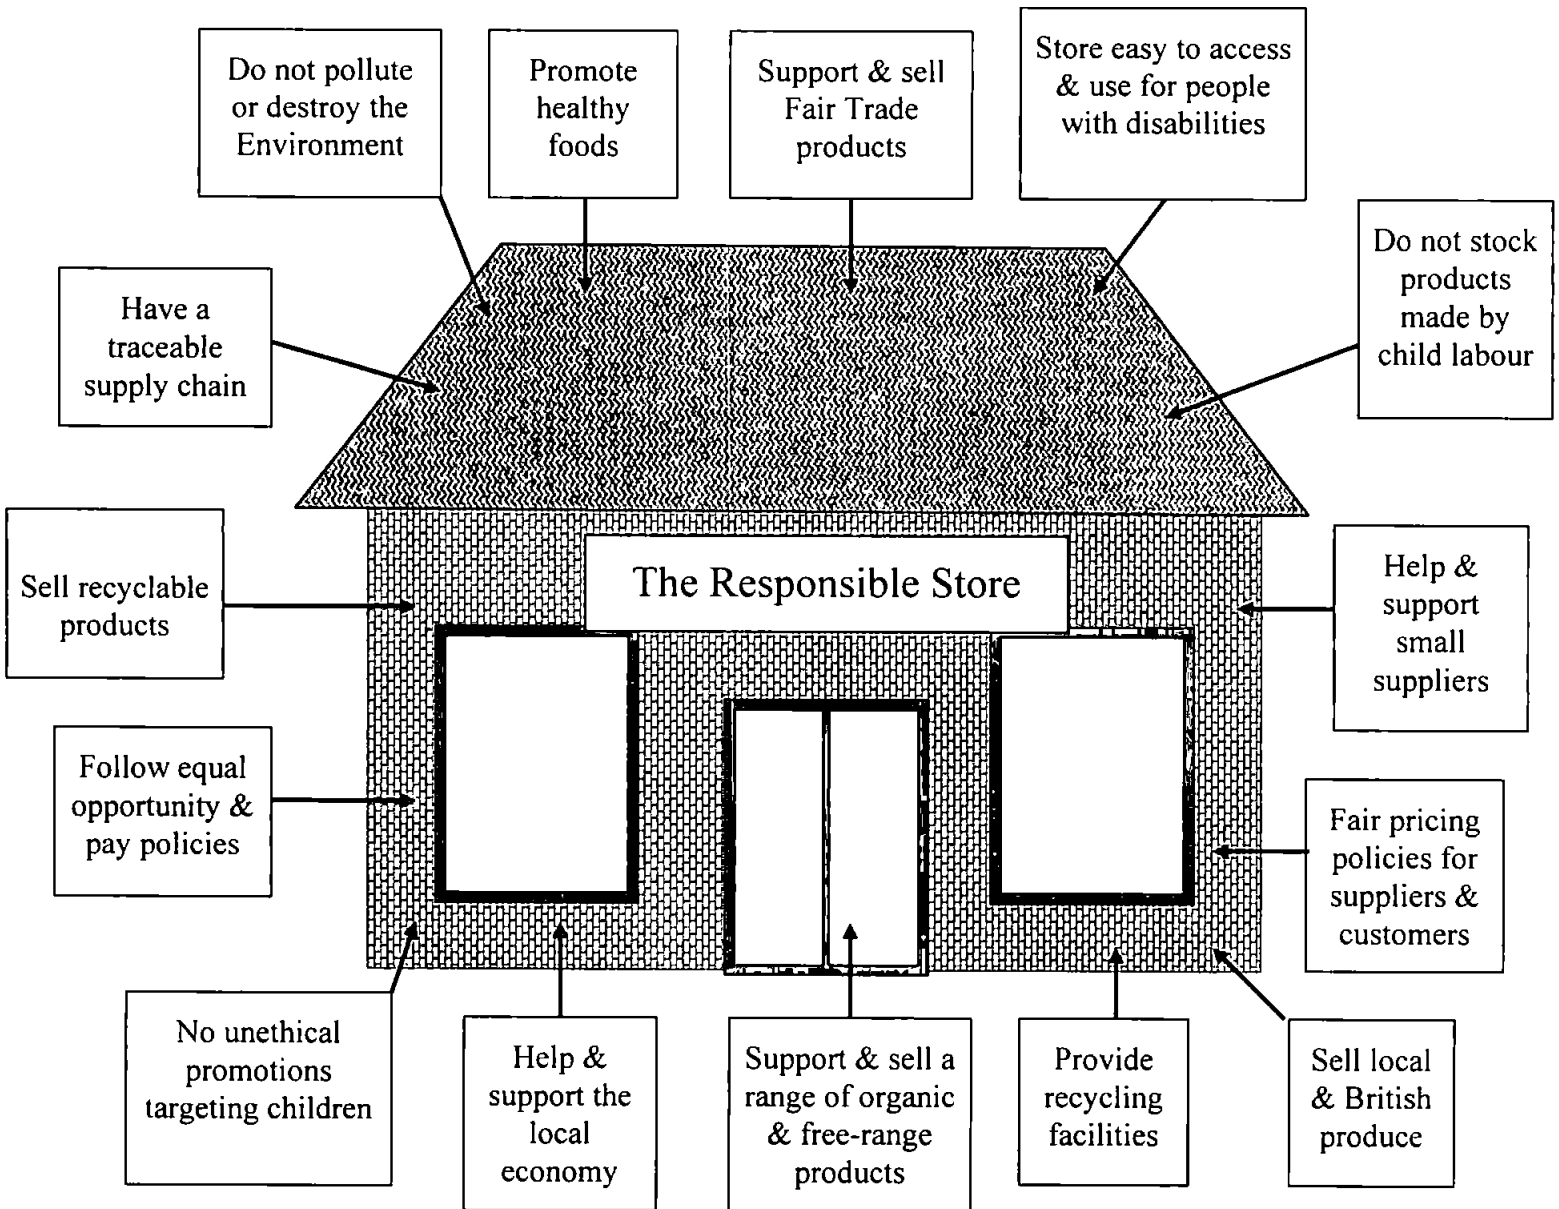 Do not pollute
or destroy the
Environment
Promote
healthy
foods
Support & sell
Fair Trade
products
Store easy to access
& use for people
with disabilities
Have a
traceable
supply chain
Do not stock
products
made by
child labour
Sell recyclable
products
The Responsible Store
Help &
support
small
suppliers
Follow equal
opportunity &
pay policies
Fair pricing
policies for
suppliers &
customers
No unethical
promotions
targeting children
Help &
support the
local
economy
Support & sell a
range of organic
& free-range
products
Provide
recycling
facilities
Sell local
& British
produce